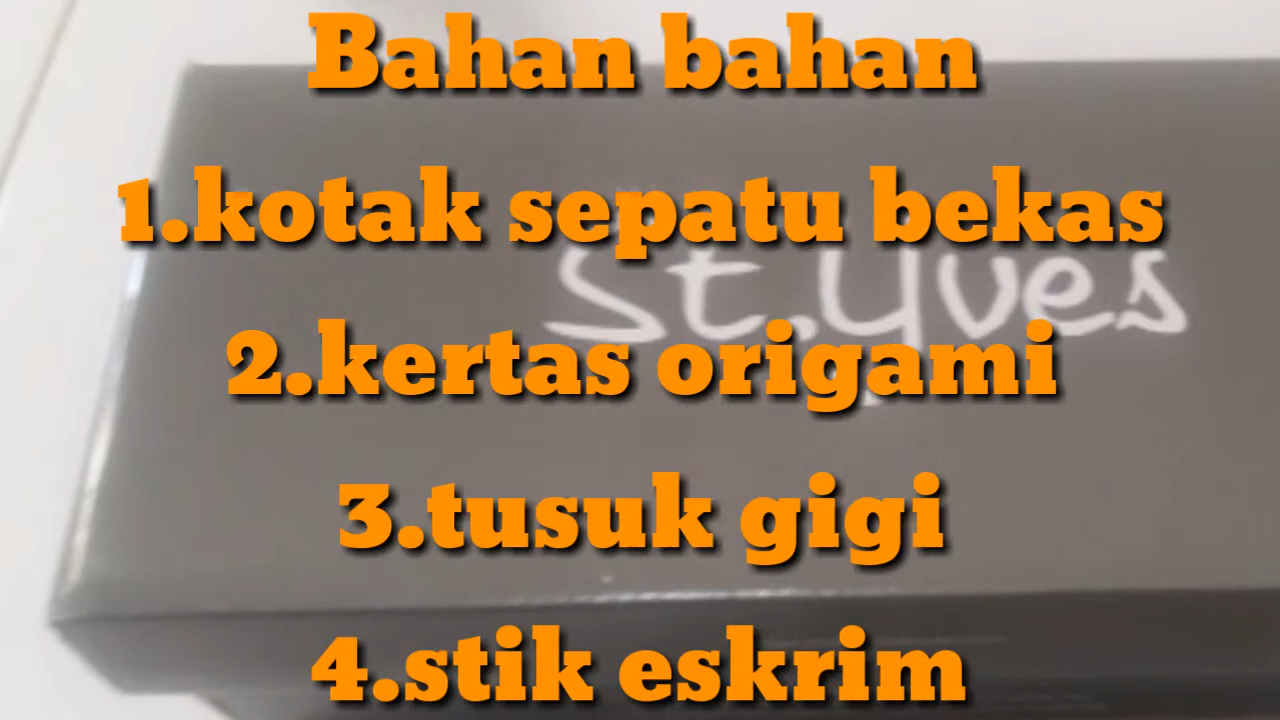 Bahan bahan
1.kotak sepatu bekas
St.Yves
2.kertas origami
3.tusuk gigi
4.stik eskrim